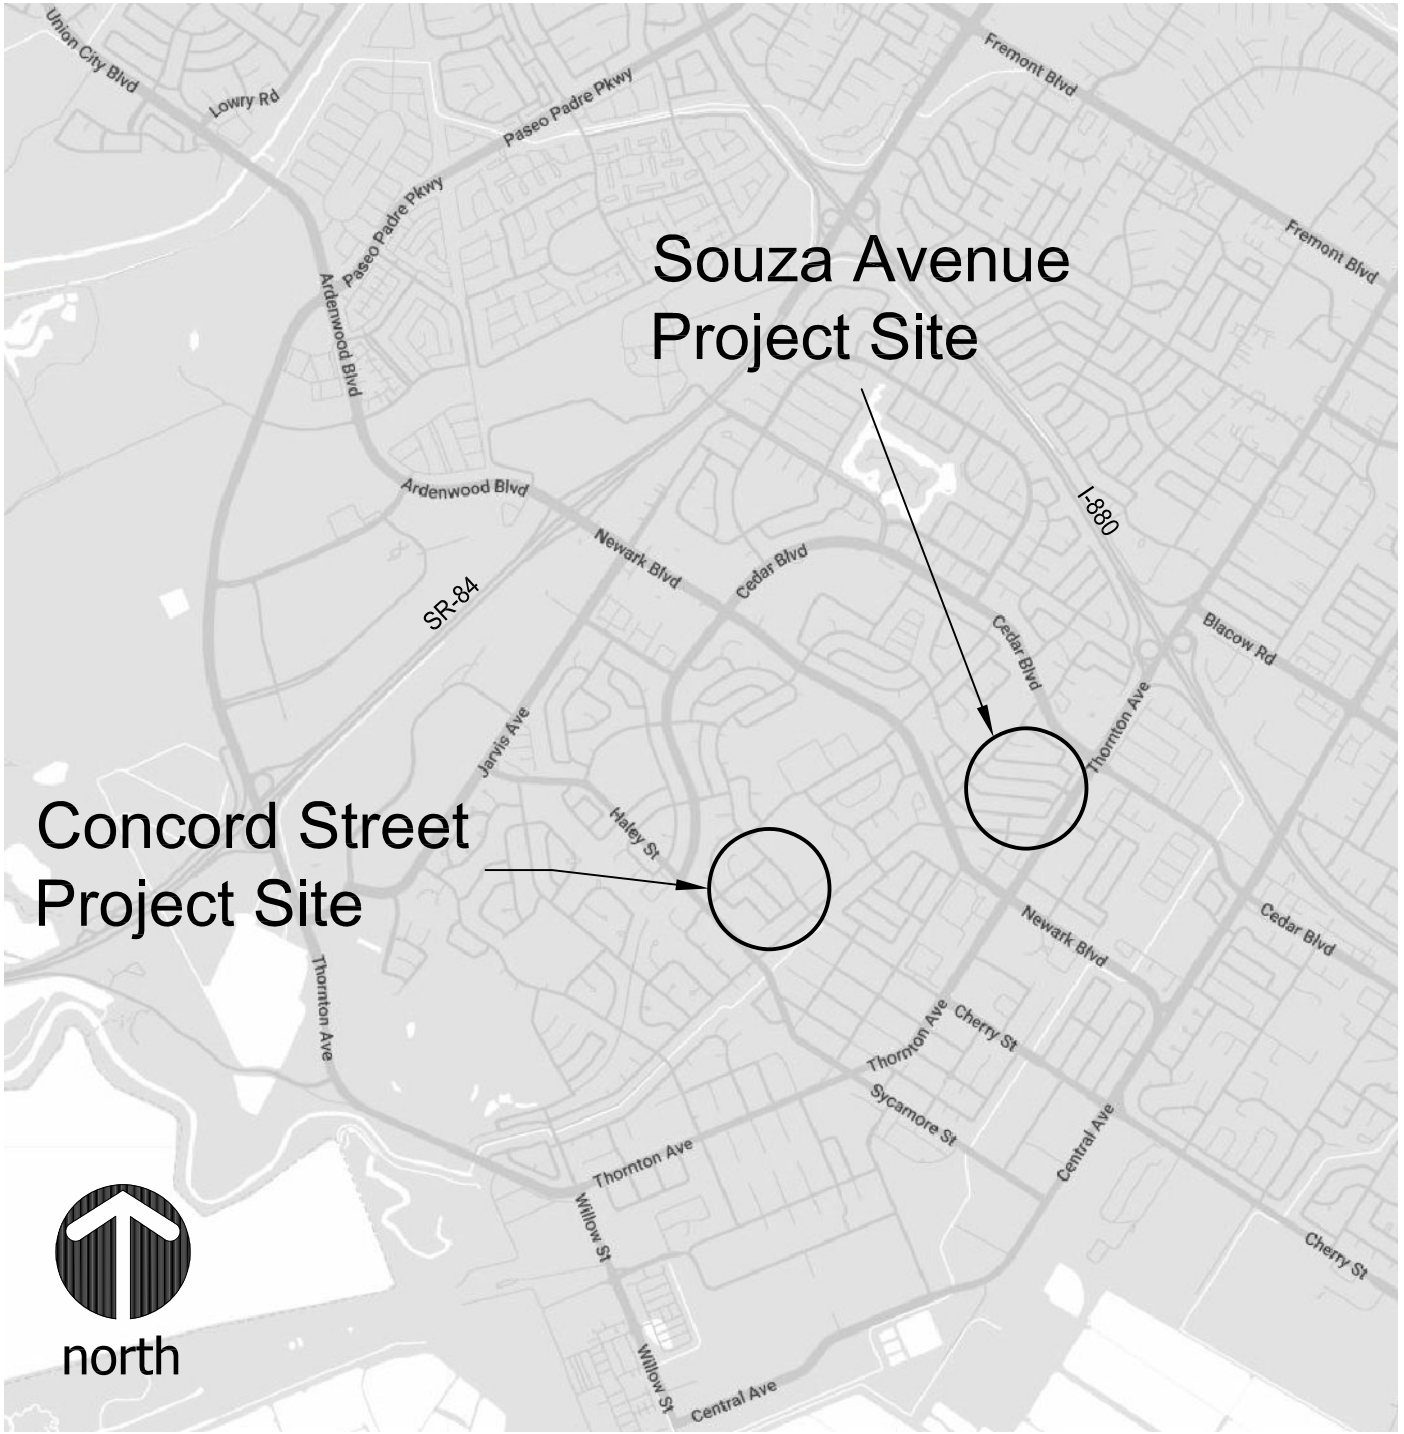 Union City Blvd
Lowry Rd
Paseo Padre Pkwy
Fremont Blvd
Paseo Padre Pkwy
Fremont Blvd
Souza Avenue
Project Site
Ardenwood Blvd
Ardenwood Blvd
I-880
Newark Blvd
Cedar Blvd
SR-84
Cedar Blvd
Blacow Rd
Thornton Ave
Jarvis Ave
Concord Street
Project Site
Haley St
Newark Blvd
Cedar Blvd
Thornton Ave
Thornton Ave
Cherry St
Sycamore St
Central Ave
Thornton Ave
Willow St
Cherry St
north
Willow St
Central Ave